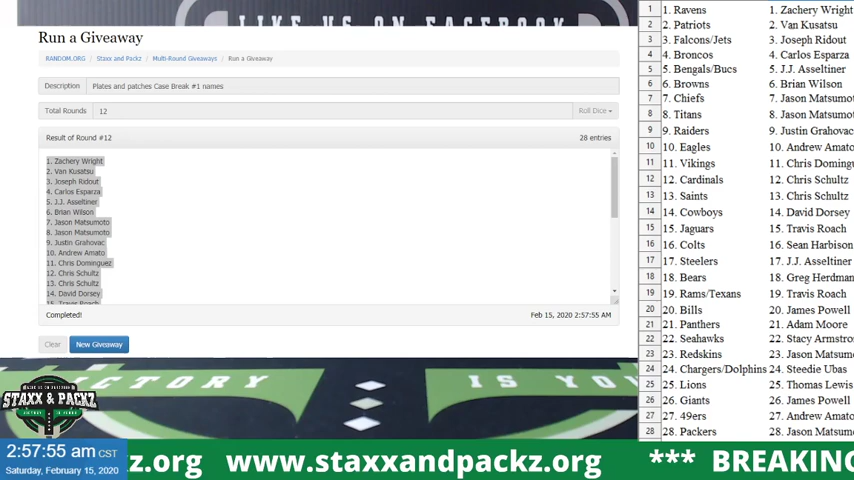 LIKE US ON FACEBOOK
Run a Giveaway
RANDOM.ORG / Staxx and Packz / Multi-Round Giveaways / Run a Giveaway
Description Plates and patches Case Break #1 names
Total Rounds 12 Roll Dice
Result of Round #12 28 entries
1. Zachery Wright
2. Van Kusatsu
3. Joseph Ridout
4. Carlos Esparza
5. J.J. Asseltiner
6. Brian Wilson
7. Jason Matsumoto
8. Jason Matsumoto
9. Justin Grahovac
10. Andrew Amato
11. Chris Dominguez
12. Chris Schultz
13. Chris Schultz
14. David Dorsey
15. Travis Roach
Completed! Feb 15, 2020 2:57:55 AM
Clear New Giveaway
1 1. Ravens 1. Zachery Wright
2 2. Patriots 2. Van Kusatsu
3 3. Falcons/Jets 3. Joseph Ridout
4 4. Broncos 4. Carlos Esparza
5 5. Bengals/Bucs 5. J.J. Asseltiner
6 6. Browns 6. Brian Wilson
7 7. Chiefs 7. Jason Matsumo
8 8. Titans 8. Jason Matsumo
9 9. Raiders 9. Justin Grahovac
10 10. Eagles 10. Andrew Amato
11 11. Vikings 11. Chris Domingu
12 12. Cardinals 12. Chris Schultz
13 13. Saints 13. Chris Schultz
14 14. Cowboys 14. David Dorsey
15 15. Jaguars 15. Travis Roach
16 16. Colts 16. Sean Harbison
17 17. Steelers 17. J.J. Asseltiner
18 18. Bears 18. Greg Herdman
19 19. Rams/Texans 19. Travis Roach
20 20. Bills 20. James Powell
21 21. Panthers 21. Adam Moore
22 22. Seahawks 22. Stacy Armstro
23 23. Redskins 23. Jason Matsumo
24 24. Chargers/Dolphins 24. Steedie Ubas
25 25. Lions 25. Thomas Lewis
26 26. Giants 26. James Powell
27 27. 49ers 27. Andrew Amato
28 28. Packers 28. Jason Matsumo
STAXX & PACKZ
CTORY IS YO
2:57:55 am CST
Saturday, February 15, 2020
z.org www.staxxandpackz.org *** BREAKING